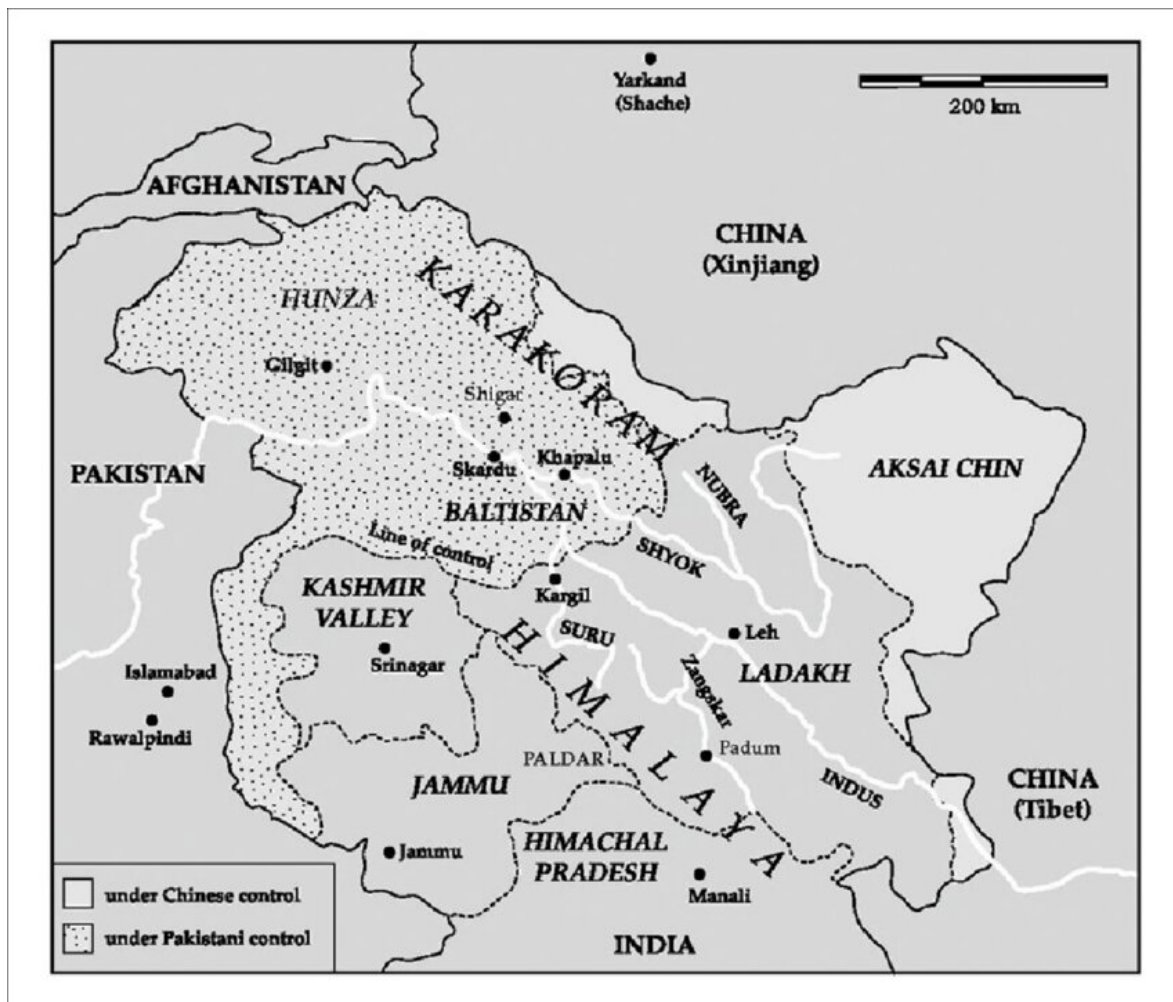 Yarkand
(Shache)
200 km
AFGHANISTAN
CHINA
(Xinjiang)
KARAKORAM
HUNZA
Gilgit
Shigar
PAKISTAN
Skardu
Khapalu
NUBRA
AKSAI CHIN
BALTISTAN
Line of control
SHYOK
KASHMIR
VALLEY
Kargil
SURU
HIMALAYA
Leh
Srinagar
Zangskar
LADAKH
Islamabad
Rawalpindi
Padum
PALDAR
JAMMU
INDUS
CHINA
(Tibet)
HIMACHAL
PRADESH
Jammu
Manali
under Chinese control
under Pakistani control
INDIA